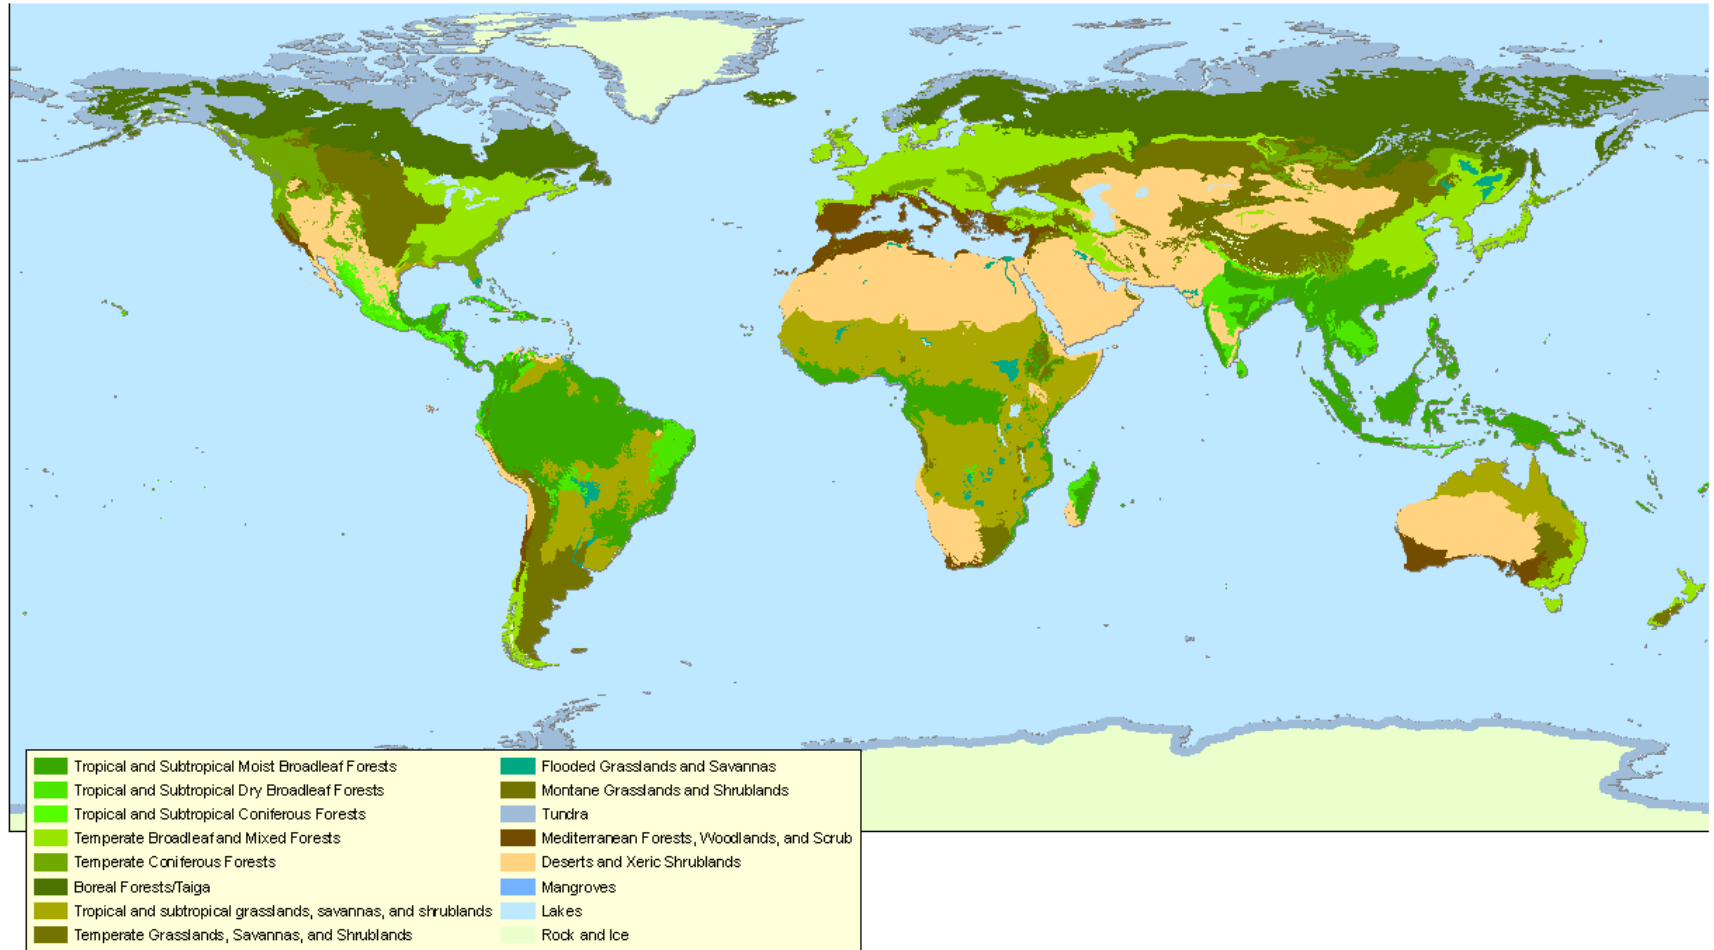 Tropical and Subtropical Moist Broadleaf Forests
Tropical and Subtropical Dry Broadleaf Forests
Tropical and Subtropical Coniferous Forests
Temperate Broadleaf and Mixed Forests
Temperate Coniferous Forests
Boreal Forests/Taiga
Tropical and subtropical grasslands, savannas, and shrublands
Temperate Grasslands, Savannas, and Shrublands
Flooded Grasslands and Savannas
Montane Grasslands and Shrublands
Tundra
Mediterranean Forests, Woodlands, and Scrub
Deserts and Xeric Shrublands
Mangroves
Lakes
Rock and Ice